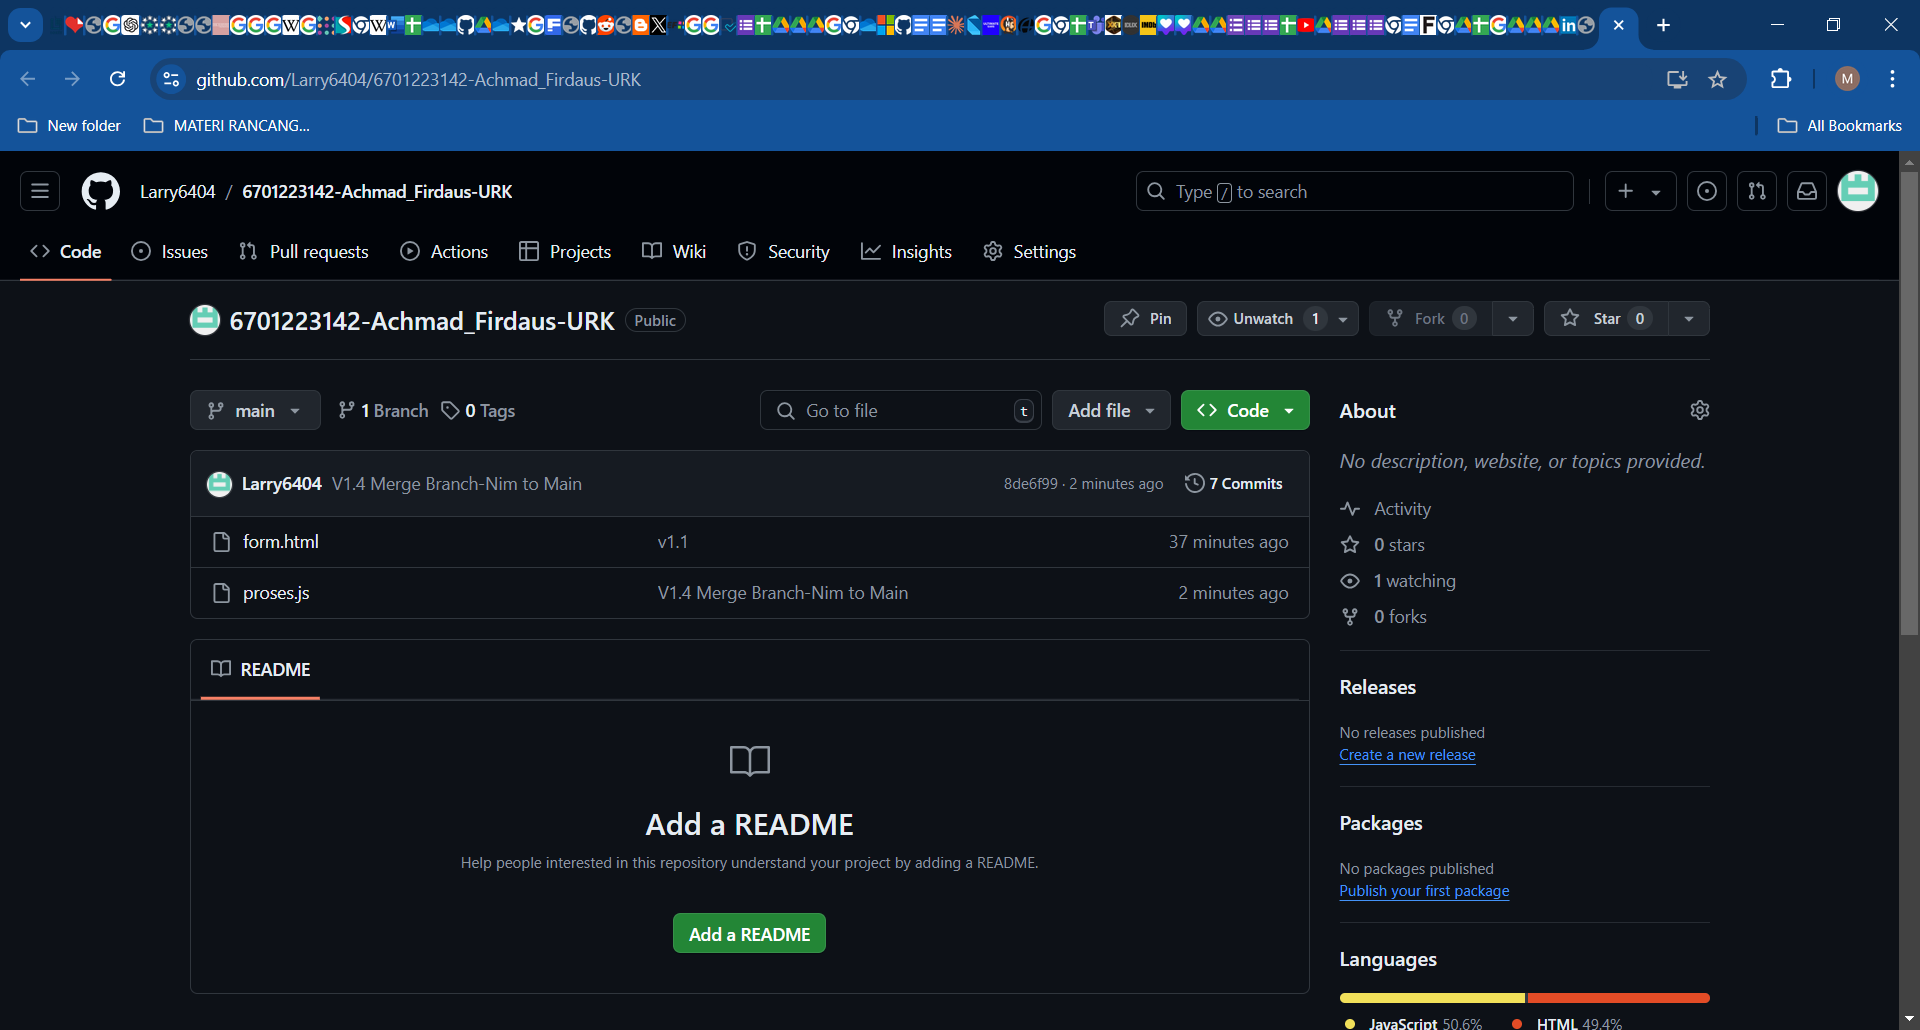 github.com/Larry6404/6701223142-Achmad_Firdaus-URK
M
New folder
MATERI RANCANG...
All Bookmarks
Larry6404 / 6701223142-Achmad_Firdaus-URK
Type / to search
Code
Issues
Pull requests
Actions
Projects
Wiki
Security
Insights
Settings
6701223142-Achmad_Firdaus-URK Public
Pin
Unwatch 1
Fork 0
Star 0
main
1 Branch
0 Tags
Go to file t
Add file
Code
About
No description, website, or topics provided.
Larry6404 V1.4 Merge Branch-Nim to Main 8de6f99 · 2 minutes ago 7 Commits
form.html v1.1 37 minutes ago
proses.js V1.4 Merge Branch-Nim to Main 2 minutes ago
Activity
0 stars
1 watching
0 forks
README
Add a README
Help people interested in this repository understand your project by adding a README.
Add a README
Releases
No releases published
Create a new release
Packages
No packages published
Publish your first package
Languages
JavaScript 50.6% HTML 49.4%